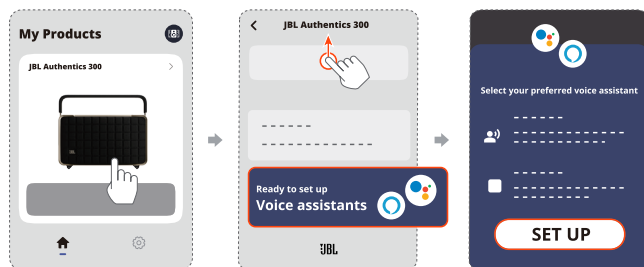 My Products
JBL Authentics 300
JBL Authentics 300
Ready to set up
Voice assistants
JBL
Select your preferred voice assistant
SET UP